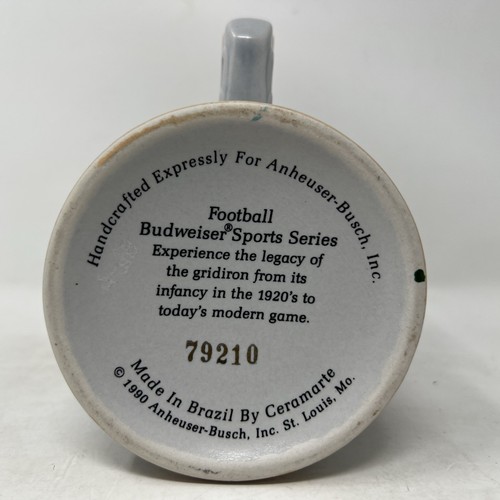 Handcrafted Expressly For Anheuser-Busch, Inc.
Football
Budweiser® Sports Series
Experience the legacy of
the gridiron from its
infancy in the 1920's to
today's modern game.
79210
Made In Brazil By Ceramarte
© 1990 Anheuser-Busch, Inc. St. Louis, Mo.